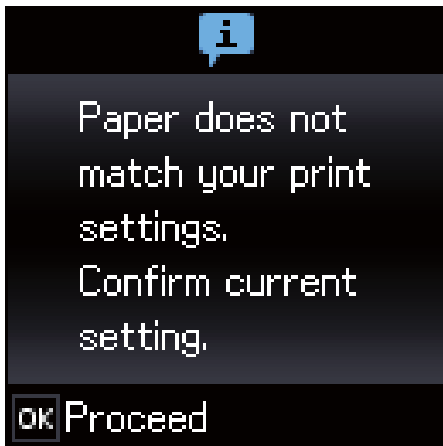 i
Paper does not
match your print
settings.
Confirm current
setting.
OK Proceed